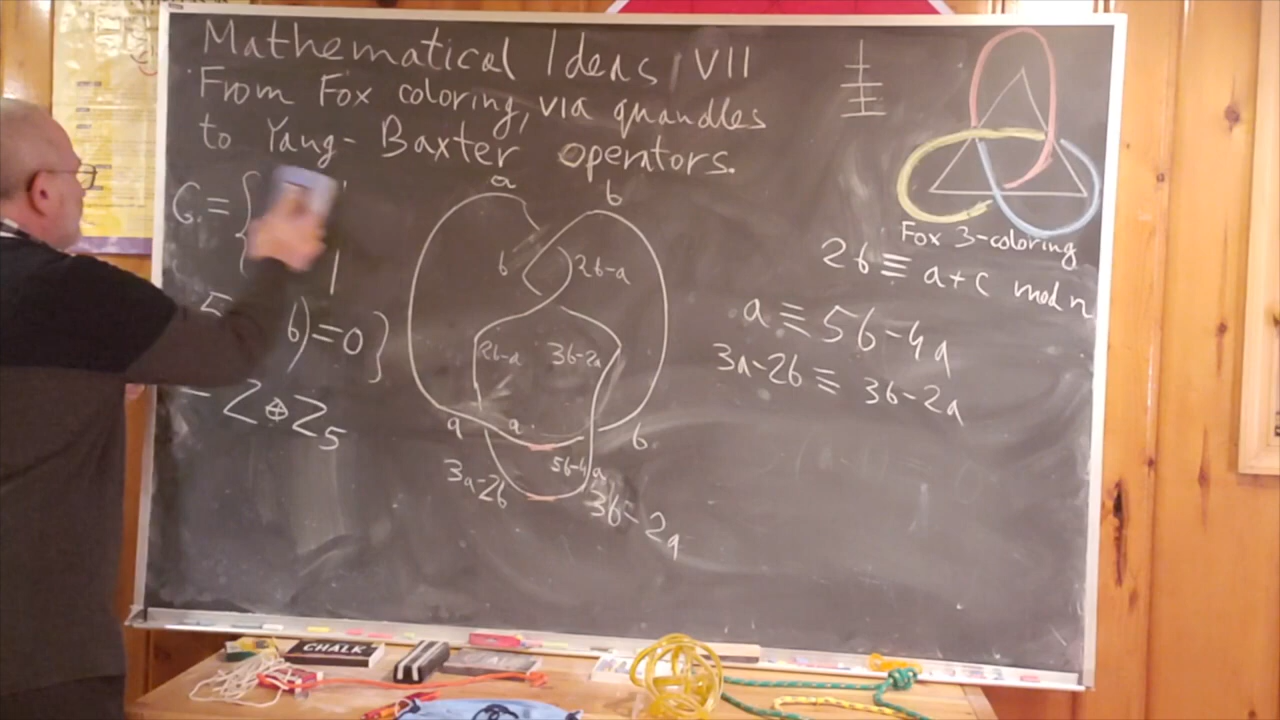 Mathematical Ideas VII
From Fox coloring, via quandles
to Yang-Baxter operators.
Fox 3-coloring
2b ≡ a+c mod n
a ≡ 5b-4a
3a-2b ≡ 3b-2a
G = {
b)=0}
= Z⊕Z5
a
b
b
2b-a
2b-a
3b-2a
a
a
b
5b-4a
3a-2b
3b-2a
CHALK